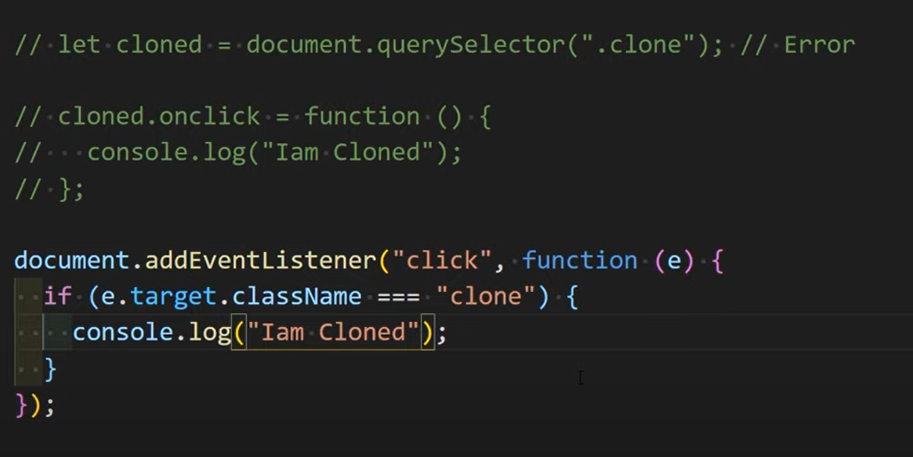 // let cloned = document.querySelector(".clone"); // Error
// cloned.onclick = function () {
//   console.log("Iam Cloned");
// };
document.addEventListener("click", function (e) {
  if (e.target.className === "clone") {
    console.log("Iam Cloned");
  }
});